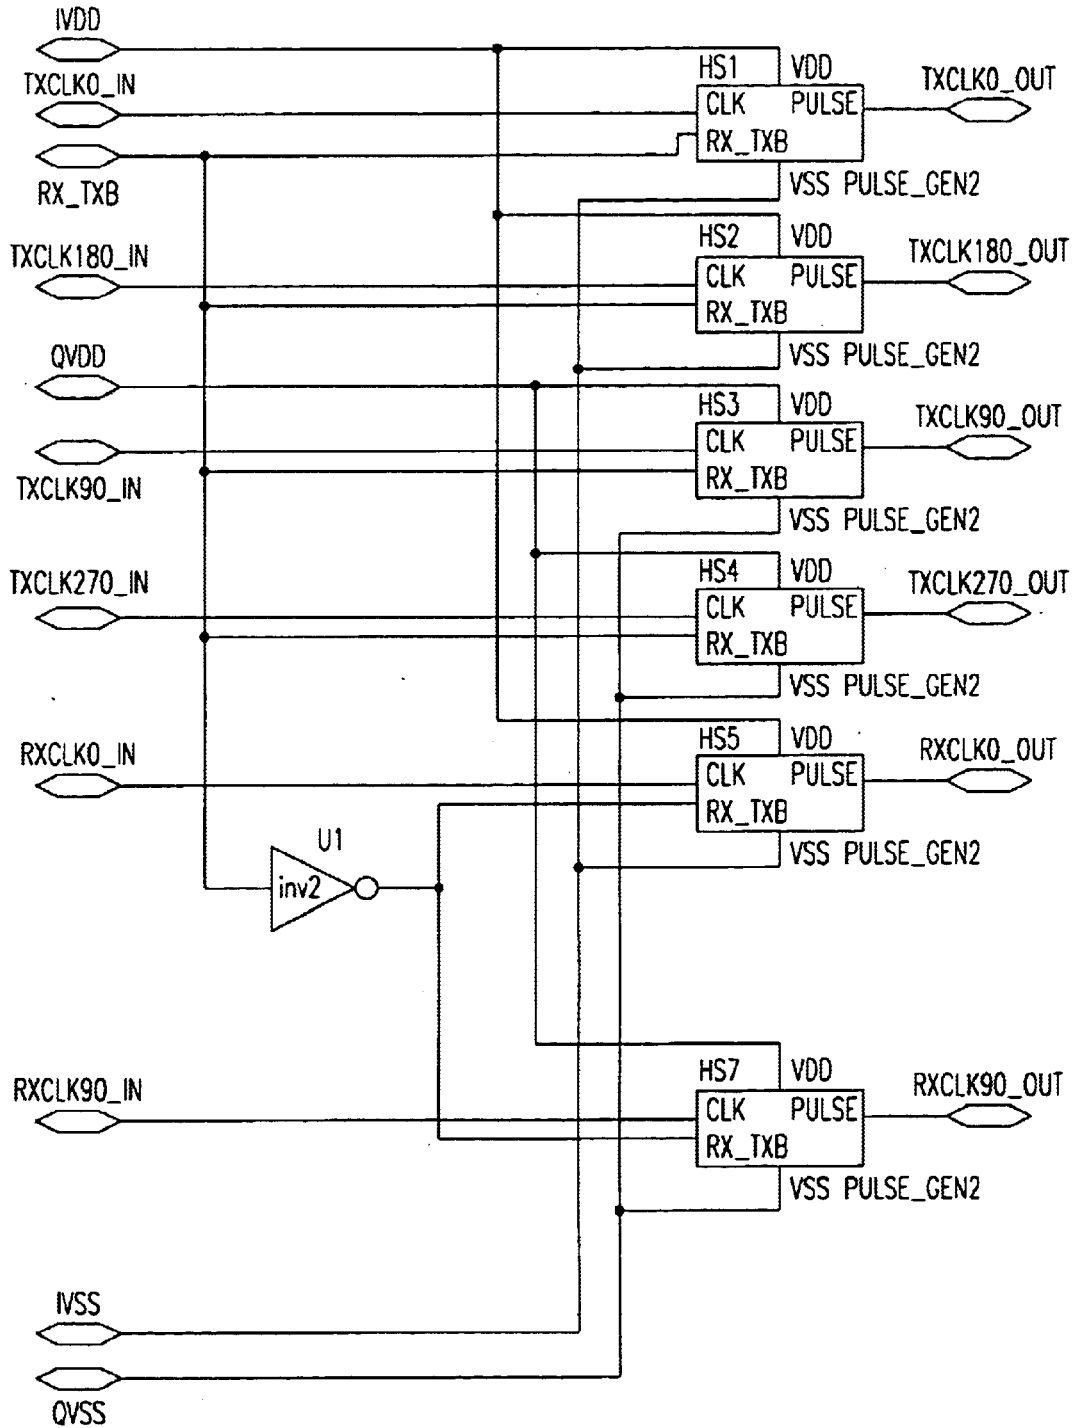 IVDD
TXCLK0_IN
RX_TXB
HS1 VDD
CLK PULSE
RX_TXB
VSS PULSE_GEN2
TXCLK0_OUT
TXCLK180_IN
HS2 VDD
CLK PULSE
RX_TXB
VSS PULSE_GEN2
TXCLK180_OUT
QVDD
TXCLK90_IN
HS3 VDD
CLK PULSE
RX_TXB
VSS PULSE_GEN2
TXCLK90_OUT
TXCLK270_IN
HS4 VDD
CLK PULSE
RX_TXB
VSS PULSE_GEN2
TXCLK270_OUT
RXCLK0_IN
HS5 VDD
CLK PULSE
RX_TXB
VSS PULSE_GEN2
RXCLK0_OUT
U1
inv2
RXCLK90_IN
HS7 VDD
CLK PULSE
RX_TXB
VSS PULSE_GEN2
RXCLK90_OUT
IVSS
QVSS